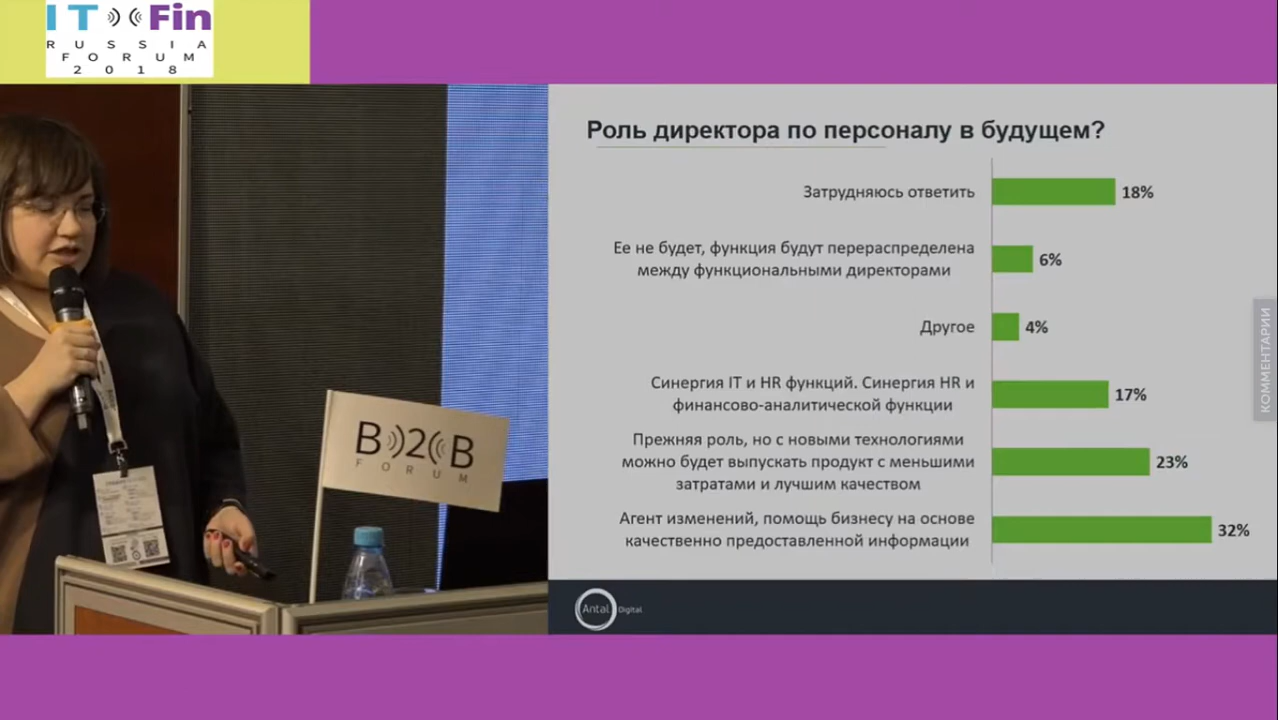 IT Fin
RUSSIA
FORUM
2018
Роль директора по персоналу в будущем?
Затрудняюсь ответить
18%
Ее не будет, функция будут перераспределена
между функциональными директорами
6%
Другое
4%
Синергия IT и HR функций. Синергия HR и
финансово-аналитической функции
17%
Прежняя роль, но с новыми технологиями
можно будет выпускать продукт с меньшими
затратами и лучшим качеством
23%
Агент изменений, помощь бизнесу на основе
качественно предоставленной информации
32%
КОММЕНТАРИИ
B2B
FORUM
Antal Digital